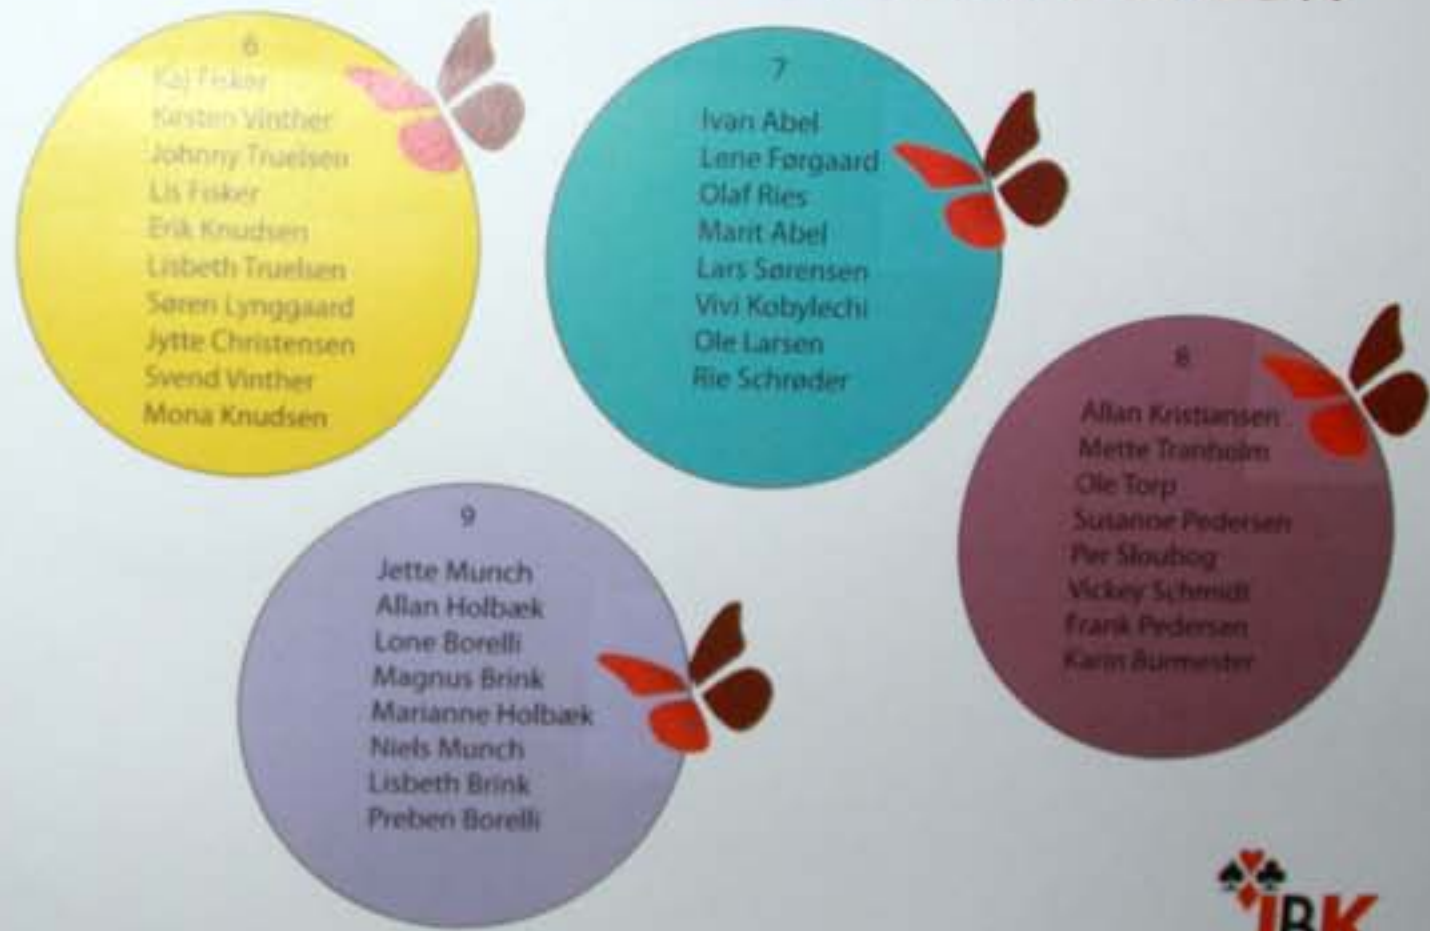 6
Kaj Fisker
Kirsten Vinther
Johnny Truelsen
Lis Fisker
Erik Knudsen
Lisbeth Truelsen
Søren Lynggaard
Jytte Christensen
Svend Vinther
Mona Knudsen
7
Ivan Abel
Lene Førgaard
Olaf Ries
Marit Abel
Lars Sørensen
Vivi Kobylechi
Ole Larsen
Rie Schrøder
8
Allan Kristiansen
Mette Tranholm
Ole Torp
Susanne Pedersen
Per Sloubog
Vickey Schmidt
Frank Pedersen
Karin Burmester
9
Jette Munch
Allan Holbæk
Lone Borelli
Magnus Brink
Marianne Holbæk
Niels Munch
Lisbeth Brink
Preben Borelli